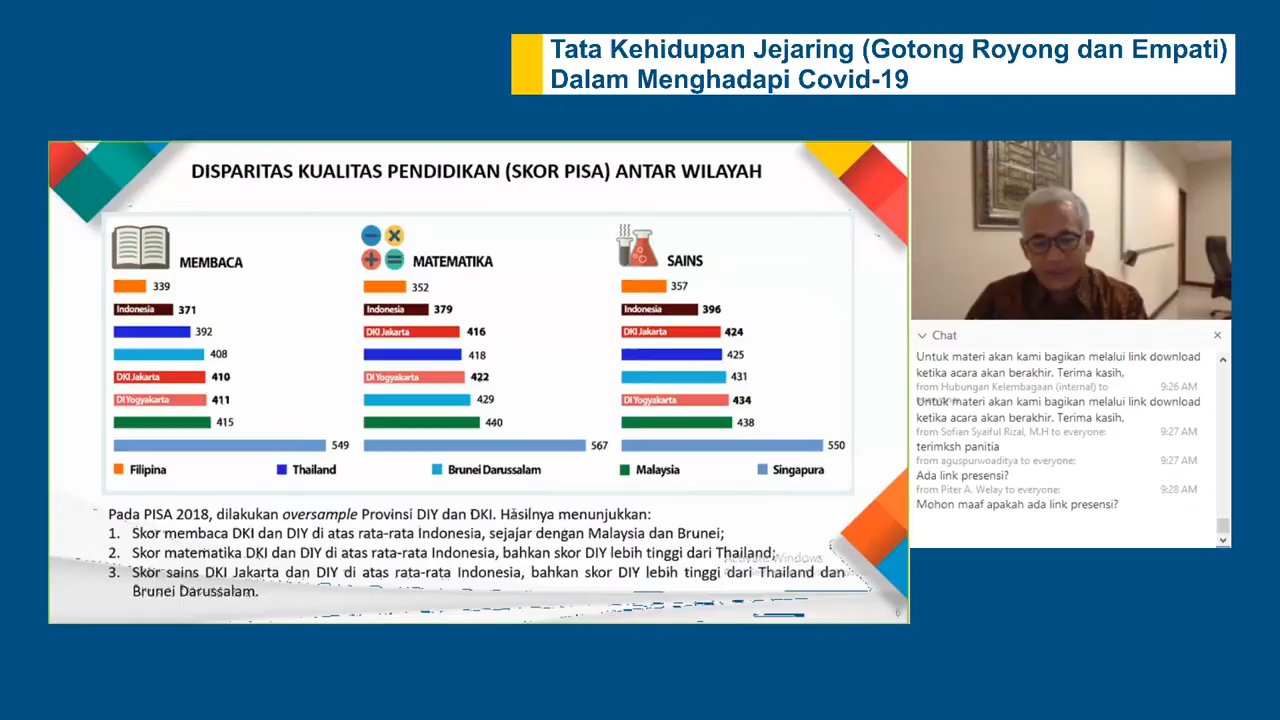 Tata Kehidupan Jejaring (Gotong Royong dan Empati)
Dalam Menghadapi Covid-19
DISPARITAS KUALITAS PENDIDIKAN (SKOR PISA) ANTAR WILAYAH
MEMBACA
339
Indonesia 371
392
408
DKI Jakarta 410
DI Yogyakarta 411
415
549
MATEMATIKA
352
Indonesia 379
DKI Jakarta 416
418
DI Yogyakarta 422
429
440
567
SAINS
357
Indonesia 396
DKI Jakarta 424
425
431
DI Yogyakarta 434
438
550
Filipina Thailand Brunei Darussalam Malaysia Singapura
Pada PISA 2018, dilakukan oversample Provinsi DIY dan DKI. Hasilnya menunjukkan:
1. Skor membaca DKI dan DIY di atas rata-rata Indonesia, sejajar dengan Malaysia dan Brunei;
2. Skor matematika DKI dan DIY di atas rata-rata Indonesia, bahkan skor DIY lebih tinggi dari Thailand;
3. Skor sains DKI Jakarta dan DIY di atas rata-rata Indonesia, bahkan skor DIY lebih tinggi dari Thailand dan
Brunei Darussalam.
6
Chat
Untuk materi akan kami bagikan melalui link download
ketika acara akan berakhir. Terima kasih,
from Hubungan Kelembagaan (internal) to 9:26 AM
Untuk materi akan kami bagikan melalui link download
ketika acara akan berakhir. Terima kasih,
from Sofian Syaiful Rizal, M.H to everyone: 9:27 AM
terimksh panitia
from aguspurwoaditya to everyone: 9:27 AM
Ada link presensi?
from Piter A. Welay to everyone: 9:28 AM
Mohon maaf apakah ada link presensi?